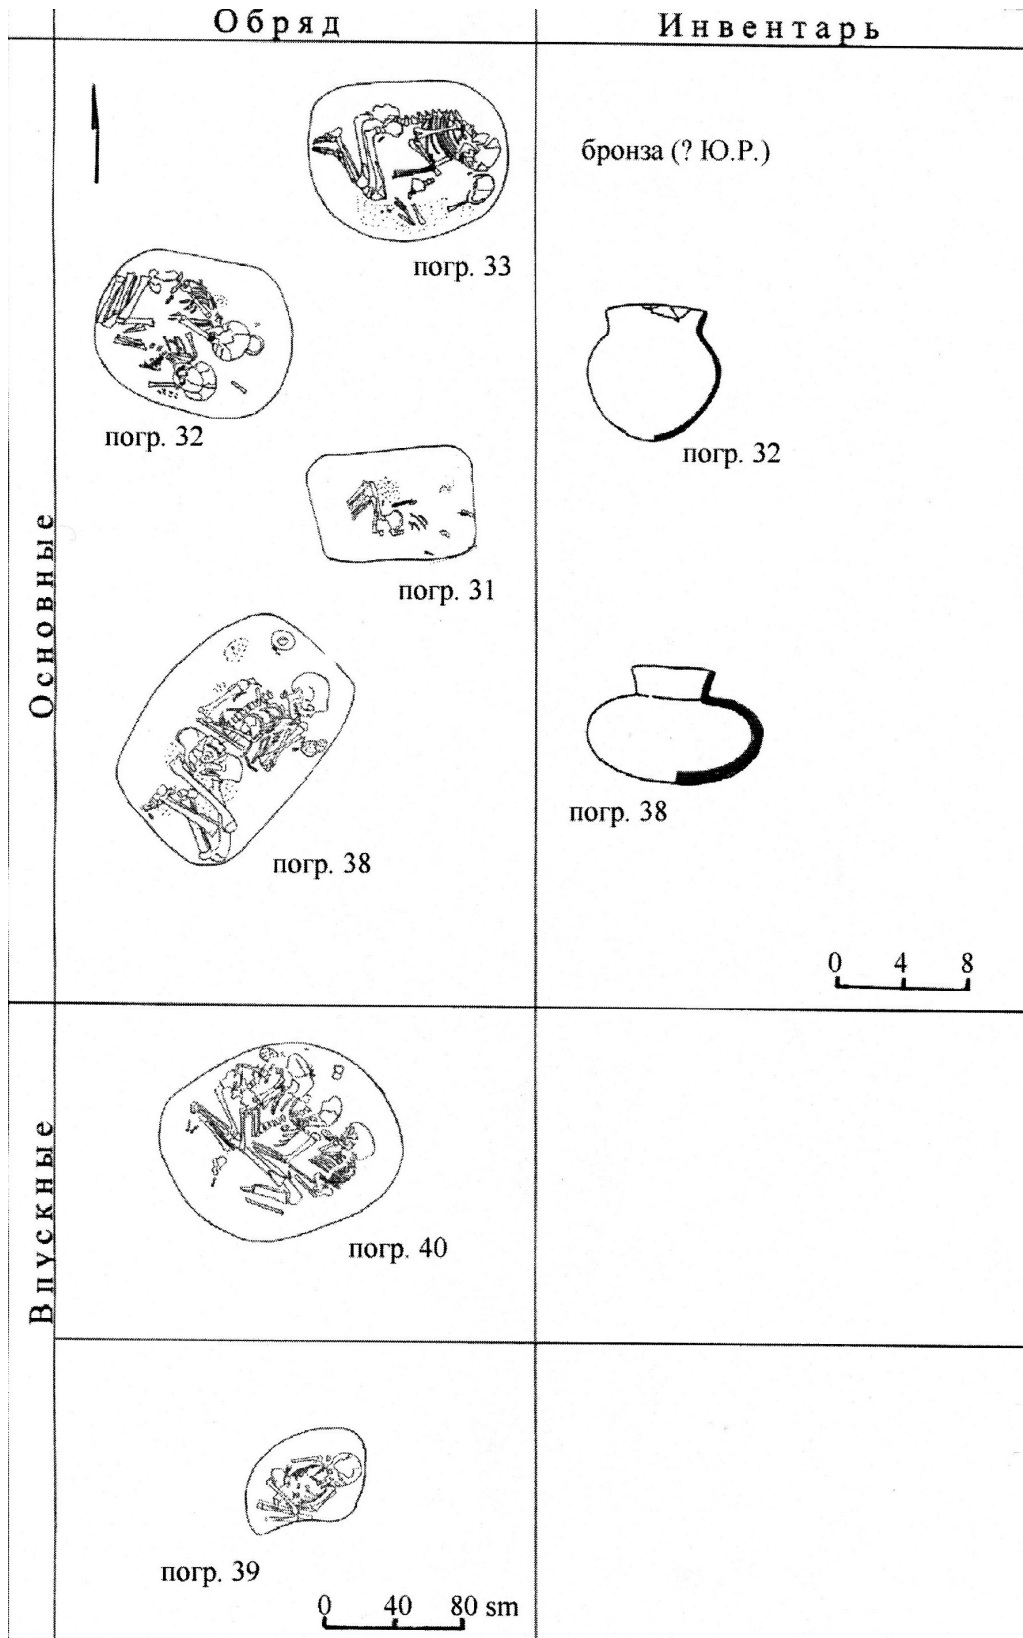 Обряд
Инвентарь
бронза (? Ю.Р.)
погр. 33
погр. 32
погр. 32
погр. 31
Основные
погр. 38
погр. 38
0 4 8
Впускные
погр. 40
погр. 39
0 40 80 sm